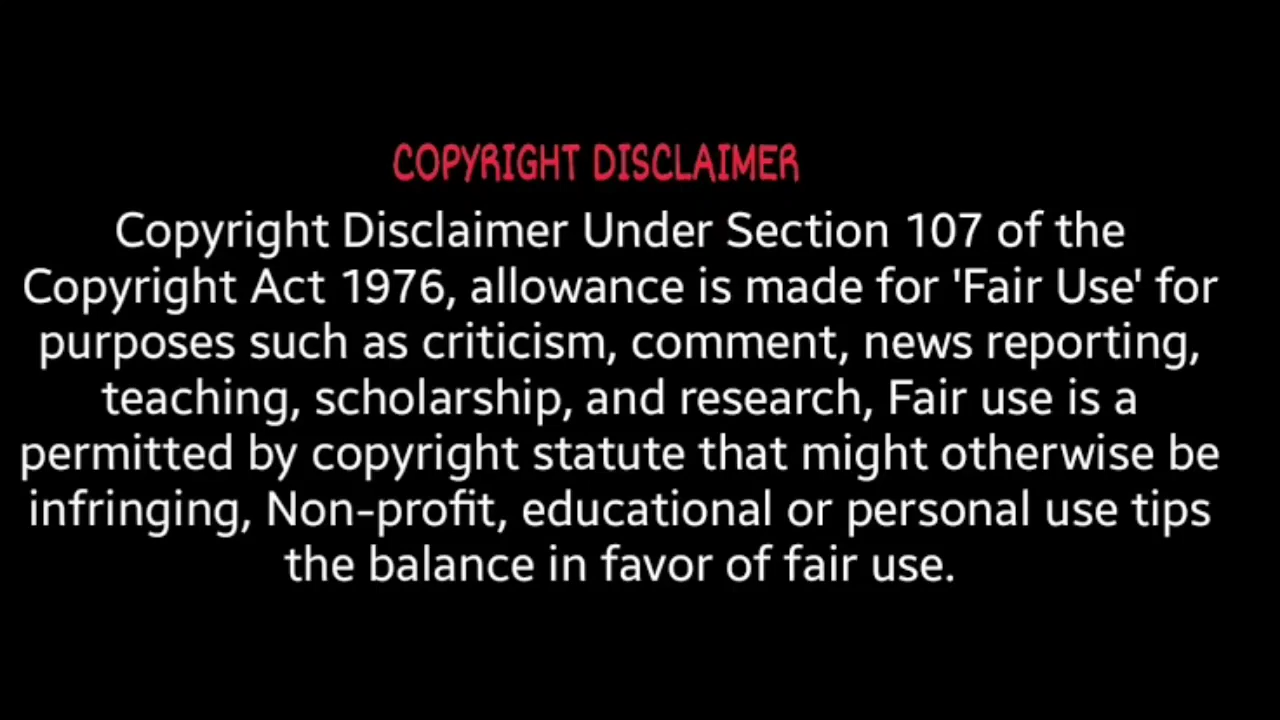 COPYRIGHT DISCLAIMER
Copyright Disclaimer Under Section 107 of the
Copyright Act 1976, allowance is made for 'Fair Use' for
purposes such as criticism, comment, news reporting,
teaching, scholarship, and research, Fair use is a
permitted by copyright statute that might otherwise be
infringing, Non-profit, educational or personal use tips
the balance in favor of fair use.